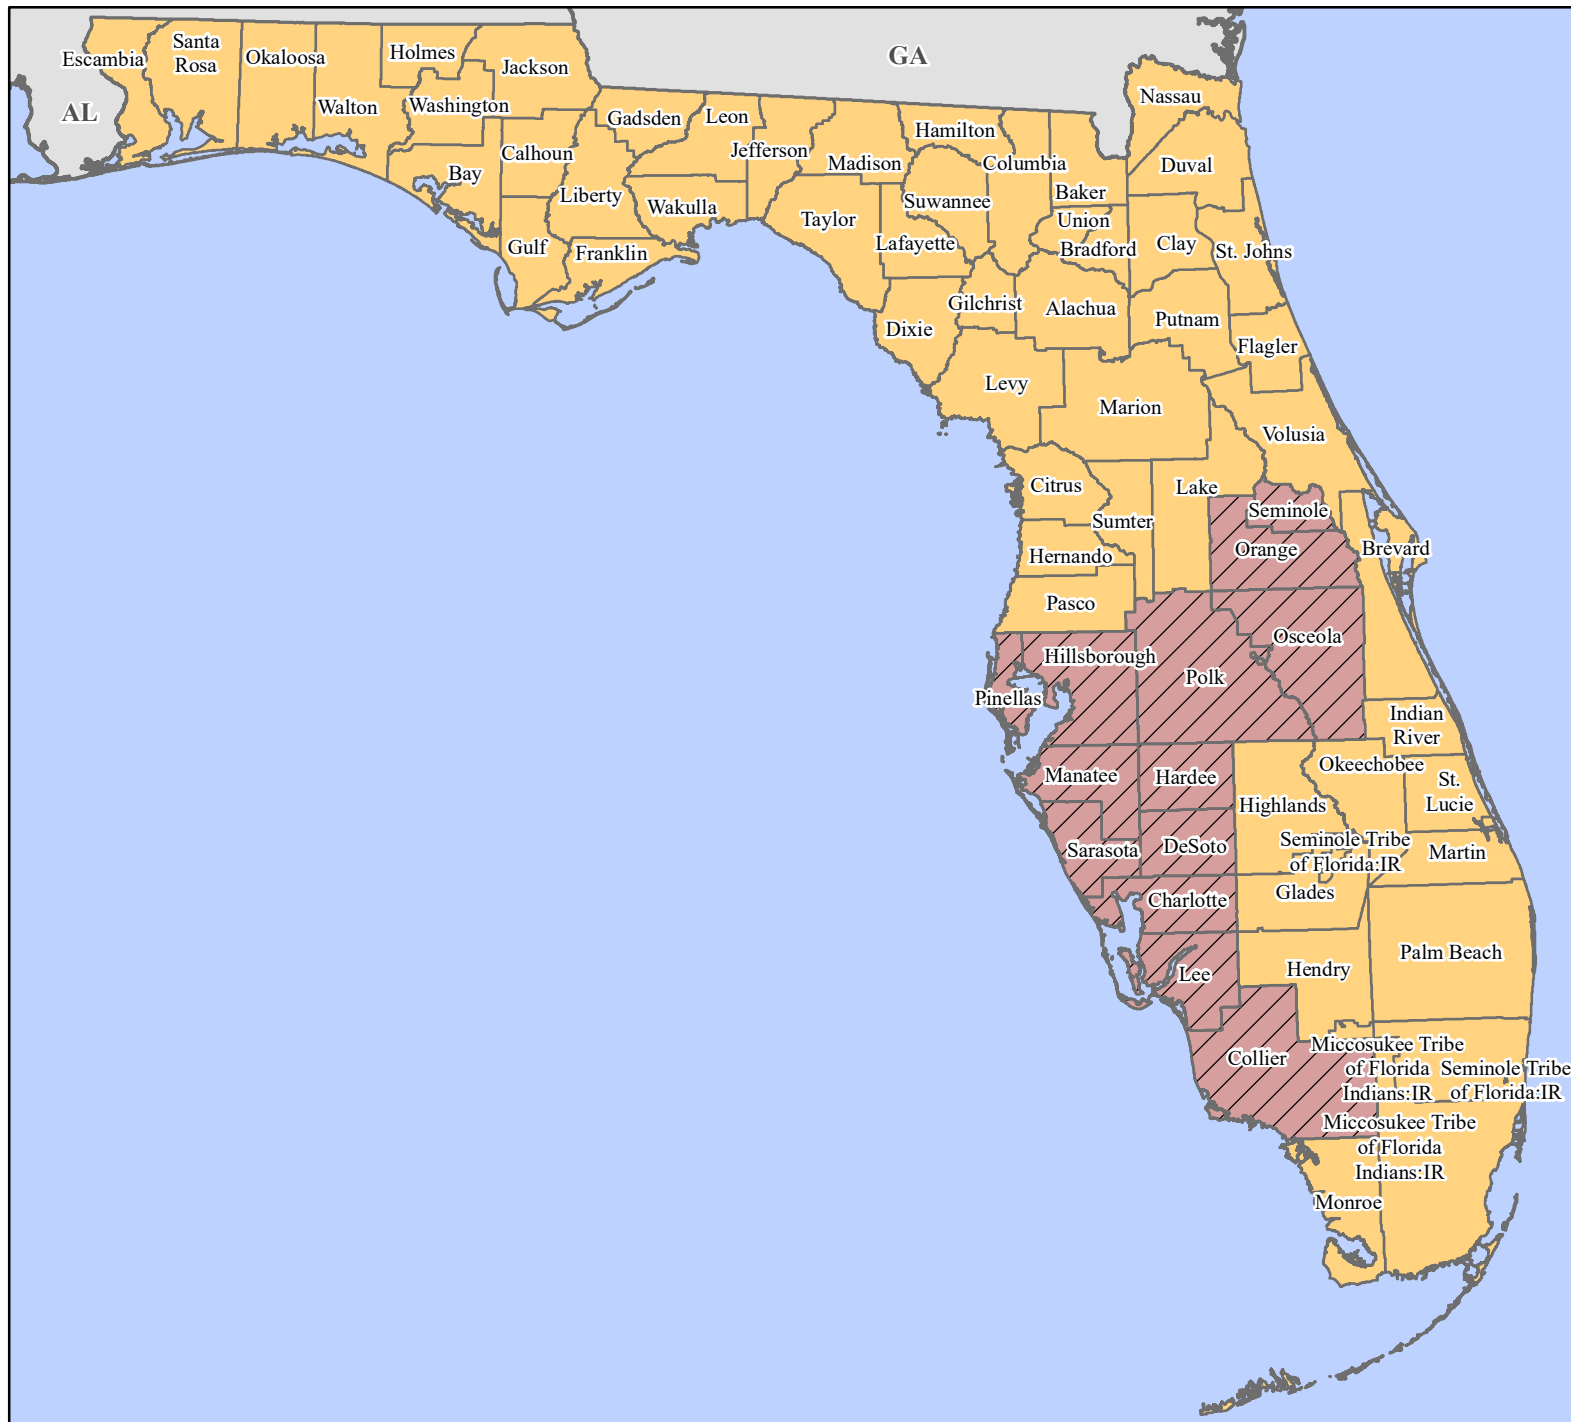 GA
AL
Escambia
Santa
Rosa
Okaloosa
Walton
Holmes
Washington
Jackson
Bay
Calhoun
Gulf
Liberty
Gadsden
Franklin
Leon
Wakulla
Jefferson
Madison
Taylor
Hamilton
Suwannee
Lafayette
Columbia
Baker
Union
Bradford
Nassau
Duval
Clay
St. Johns
Dixie
Gilchrist
Alachua
Putnam
Flagler
Levy
Marion
Volusia
Citrus
Sumter
Lake
Seminole
Orange
Brevard
Hernando
Pasco
Hillsborough
Pinellas
Polk
Osceola
Indian
River
Manatee
Hardee
Highlands
Okeechobee
St.
Lucie
Sarasota
DeSoto
Seminole Tribe
of Florida:IR
Martin
Charlotte
Glades
Lee
Hendry
Palm Beach
Collier
Miccosukee Tribe
of Florida
Indians:IR
Seminole Tribe
of Florida:IR
Miccosukee Tribe
of Florida
Indians:IR
Monroe